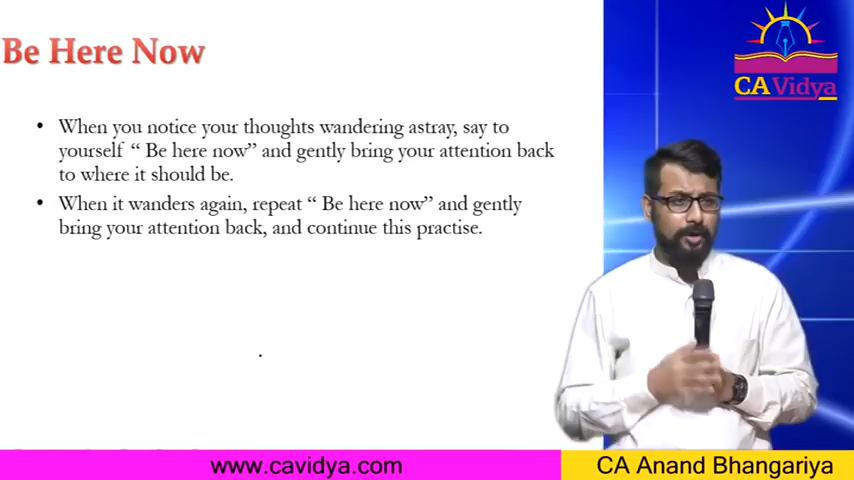 Be Here Now
CA Vidya
• When you notice your thoughts wandering astray, say to
yourself “ Be here now” and gently bring your attention back
to where it should be.
• When it wanders again, repeat “ Be here now” and gently
bring your attention back, and continue this practise.
www.cavidya.com
CA Anand Bhangariya